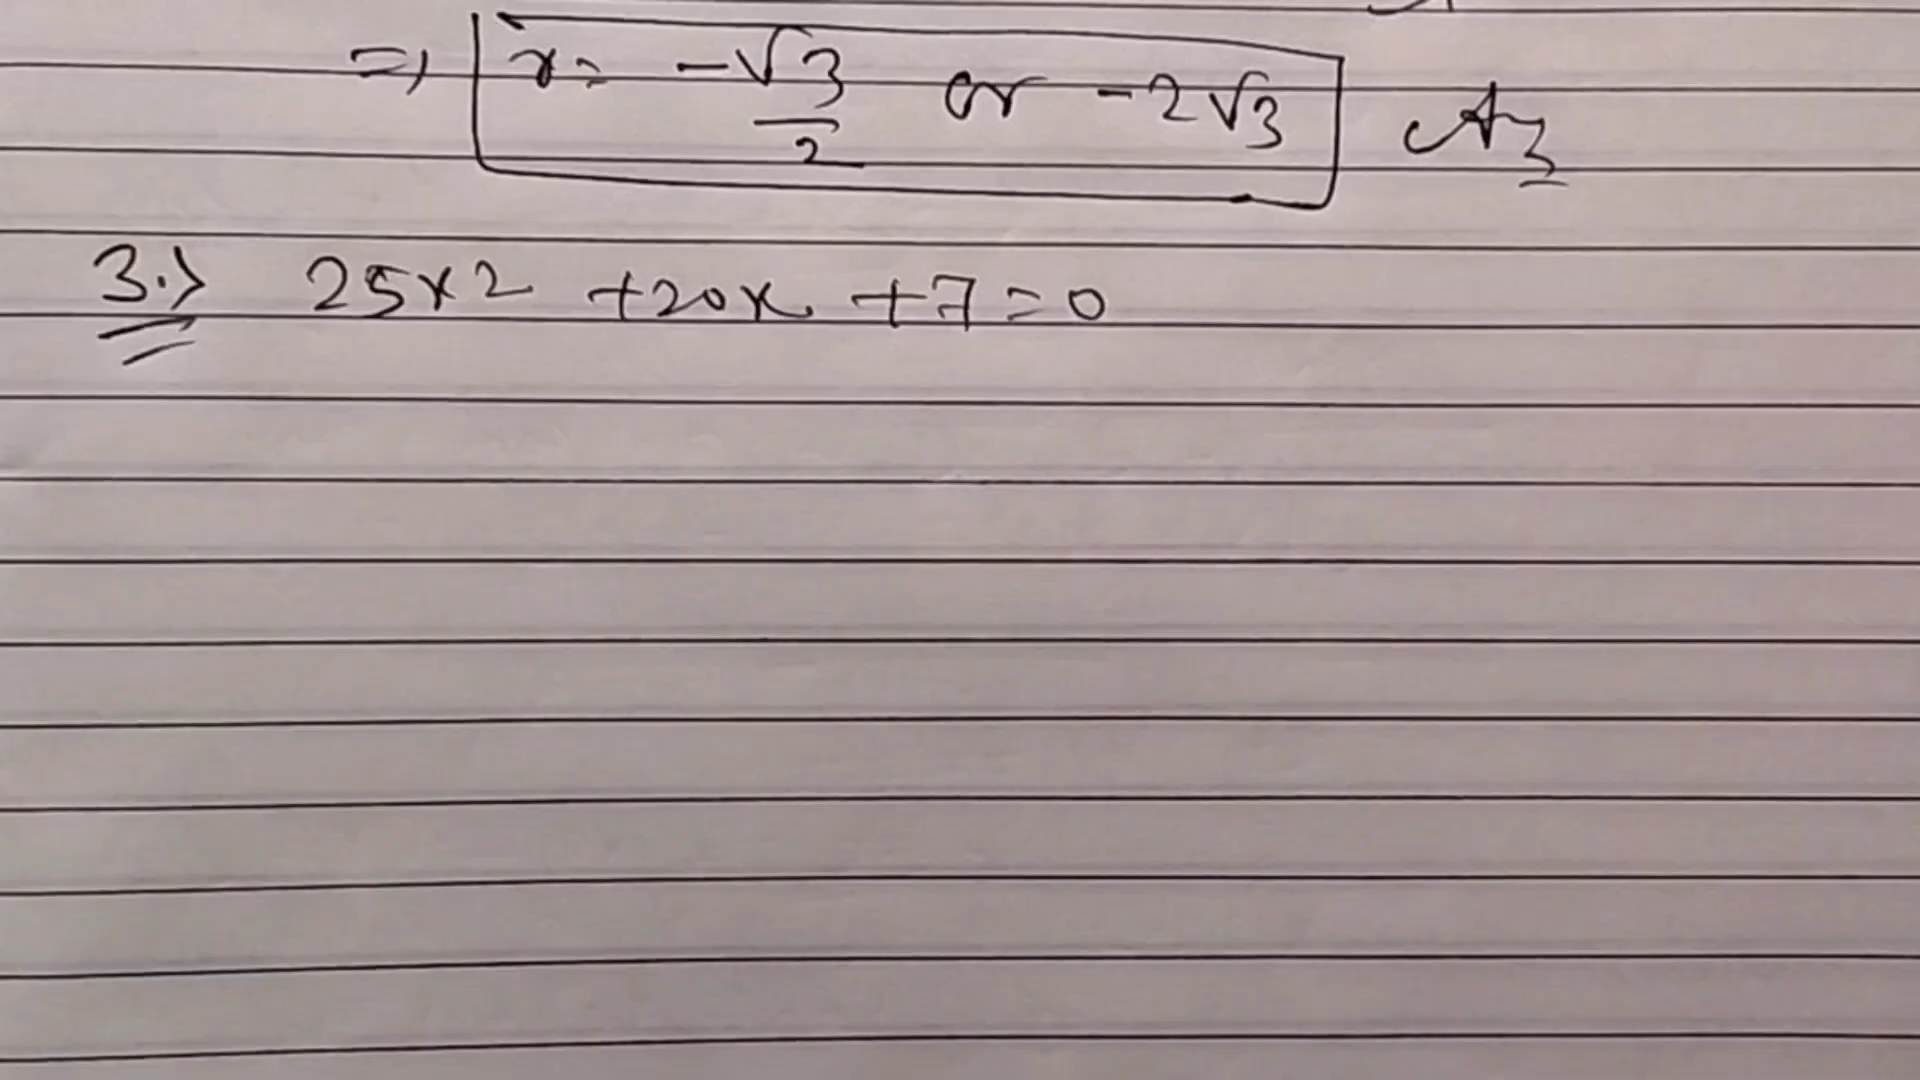 ⇒ x = -√3/2 or -2√3 Ans
3.) 25x2 +20x +7=0